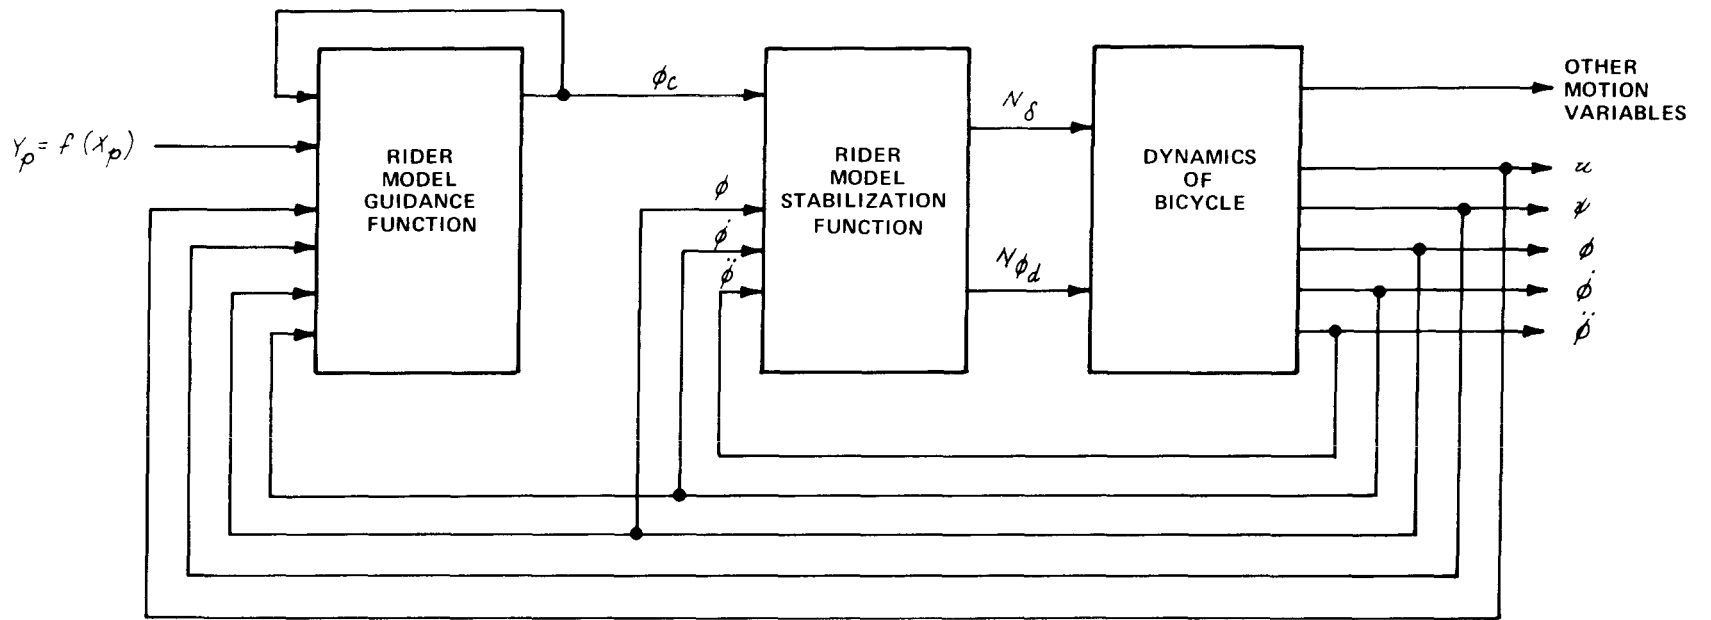 OTHER
MOTION
VARIABLES
ϕc
Yp = f (Xp)
RIDER
MODEL
GUIDANCE
FUNCTION
RIDER
MODEL
STABILIZATION
FUNCTION
DYNAMICS
OF
BICYCLE
Nδ
Nϕd
ϕ
ϕ̇
ϕ̈
u
ϕ
ϕ̇
ϕ̈